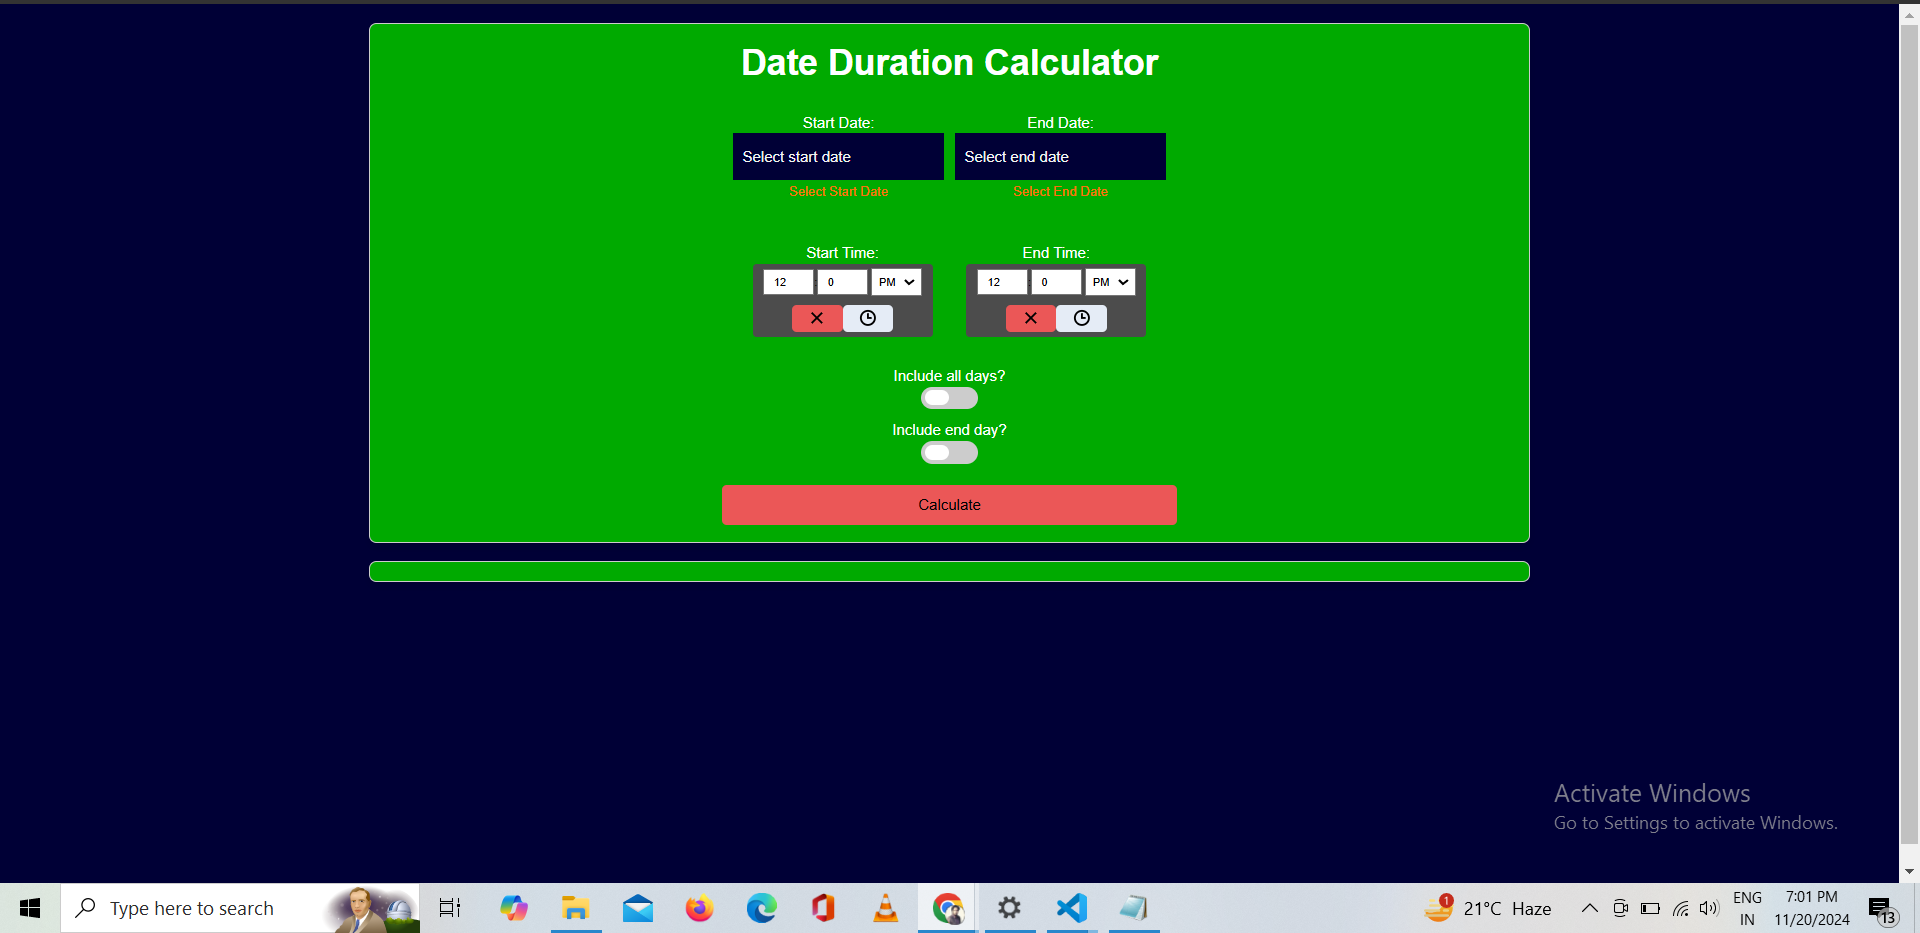 Date Duration Calculator
Start Date: End Date:
Select start date Select end date
Select Start Date Select End Date
Start Time: End Time:
12 0 PM 12 0 PM
Include all days?
Include end day?
Calculate
Activate Windows
Go to Settings to activate Windows.
Type here to search
1
21°C Haze
ENG
IN
7:01 PM
11/20/2024
13